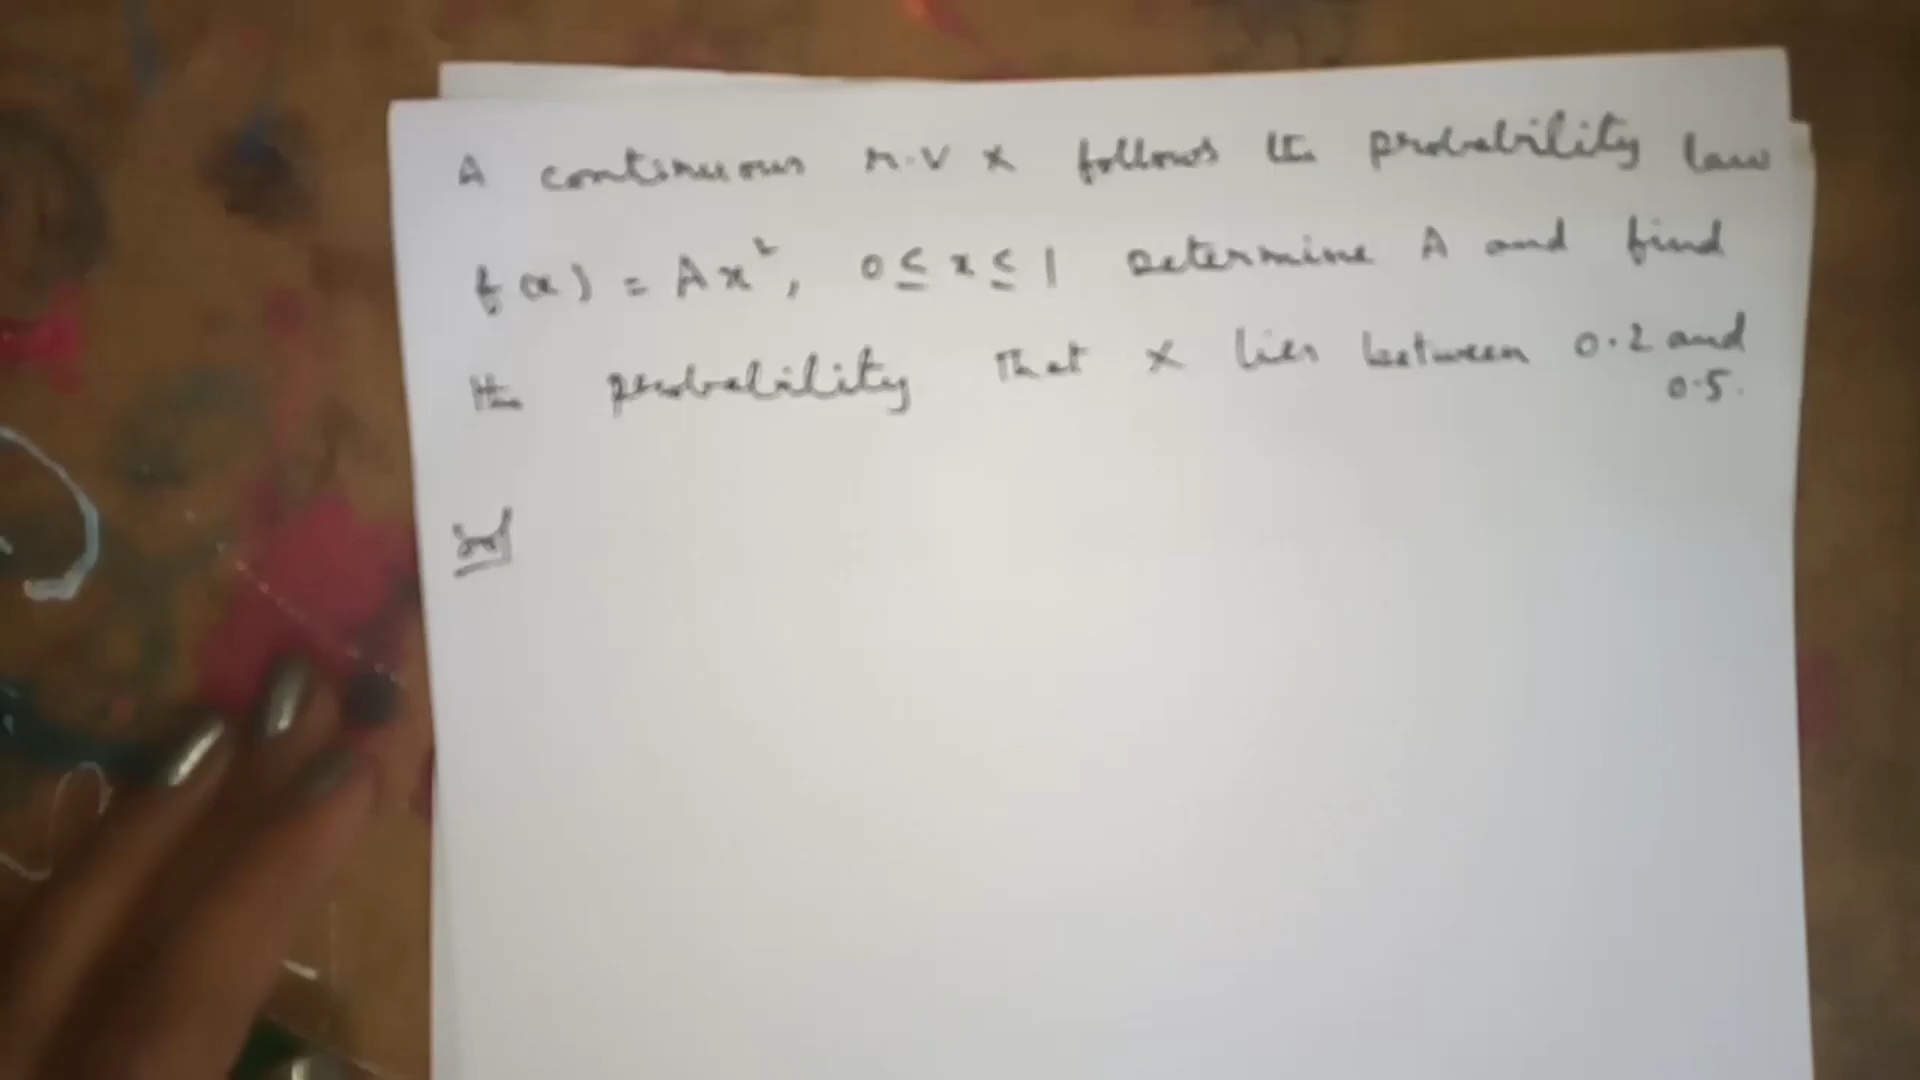 A continuous r.v X follows the probability law
f(x) = Ax², 0 ≤ x ≤ 1 Determine A and find
the probability that X lies between 0.2 and
0.5.
Sol